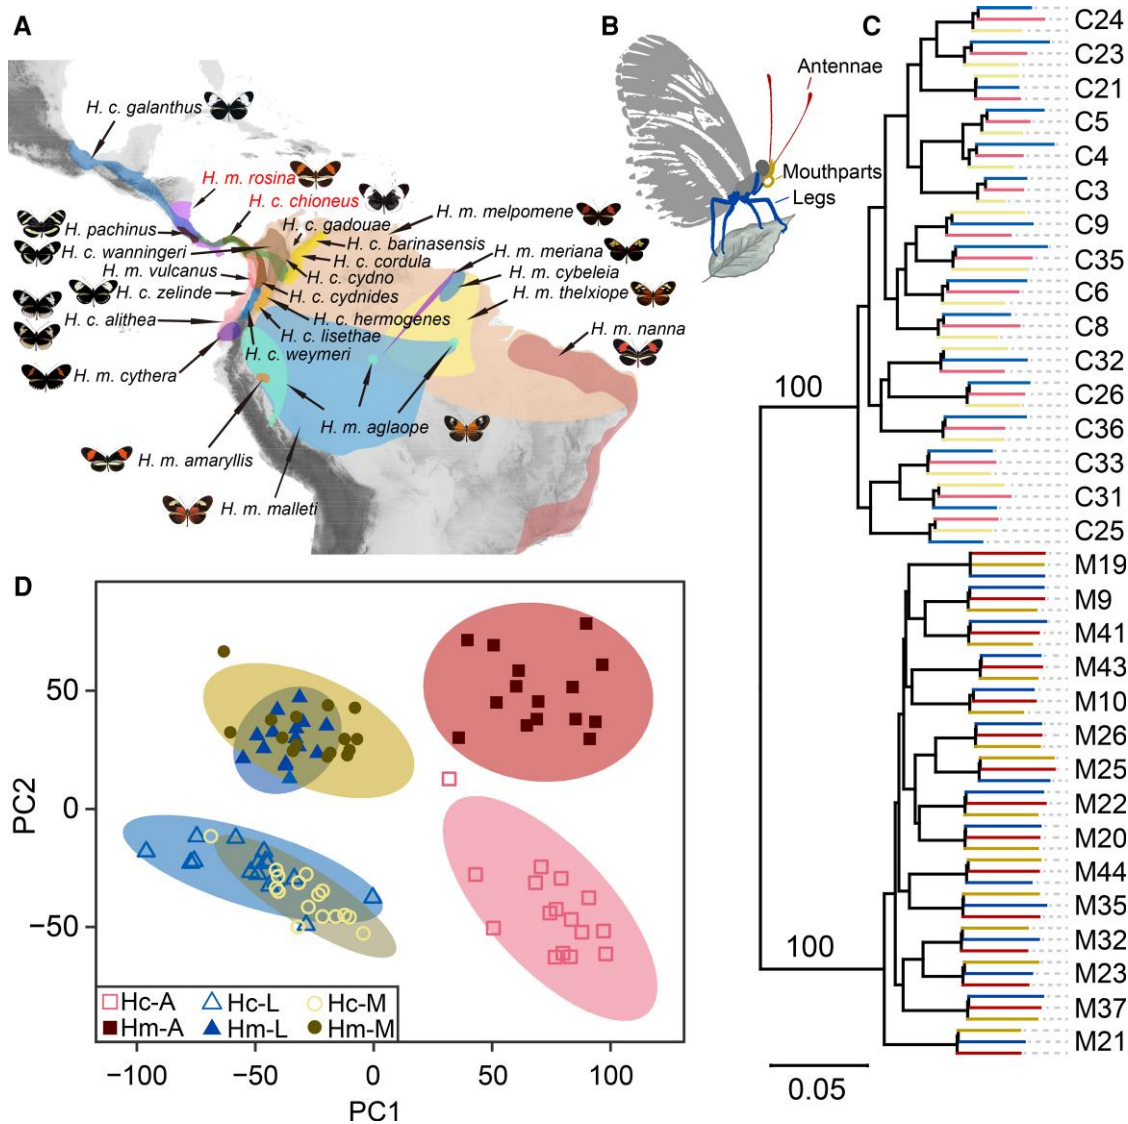 A
H. c. galanthus
H. m. rosina
H. c. chioneus
H. pachinus
H. c. wanningeri
H. m. vulcanus
H. c. zelinde
H. c. alithea
H. m. cythera
H. c. gadouae
H. c. barinasensis
H. c. cordula
H. c. cydno
H. c. cydnides
H. c. hermogenes
H. c. lisethae
H. c. weymeri
H. m. melpomene
H. m. meriana
H. m. cybeleia
H. m. thelxiope
H. m. nanna
H. m. aglaope
H. m. amaryllis
H. m. malleti
B
Antennae
Mouthparts
Legs
C
C24
C23
C21
C5
C4
C3
C9
C35
C6
C8
C32
C26
C36
C33
C31
C25
M19
M9
M41
M43
M10
M26
M25
M22
M20
M44
M35
M32
M23
M37
M21
100
100
0.05
D
PC2
50
0
−50
Hc-A Hc-L Hc-M
Hm-A Hm-L Hm-M
−100 −50 0 50 100
PC1